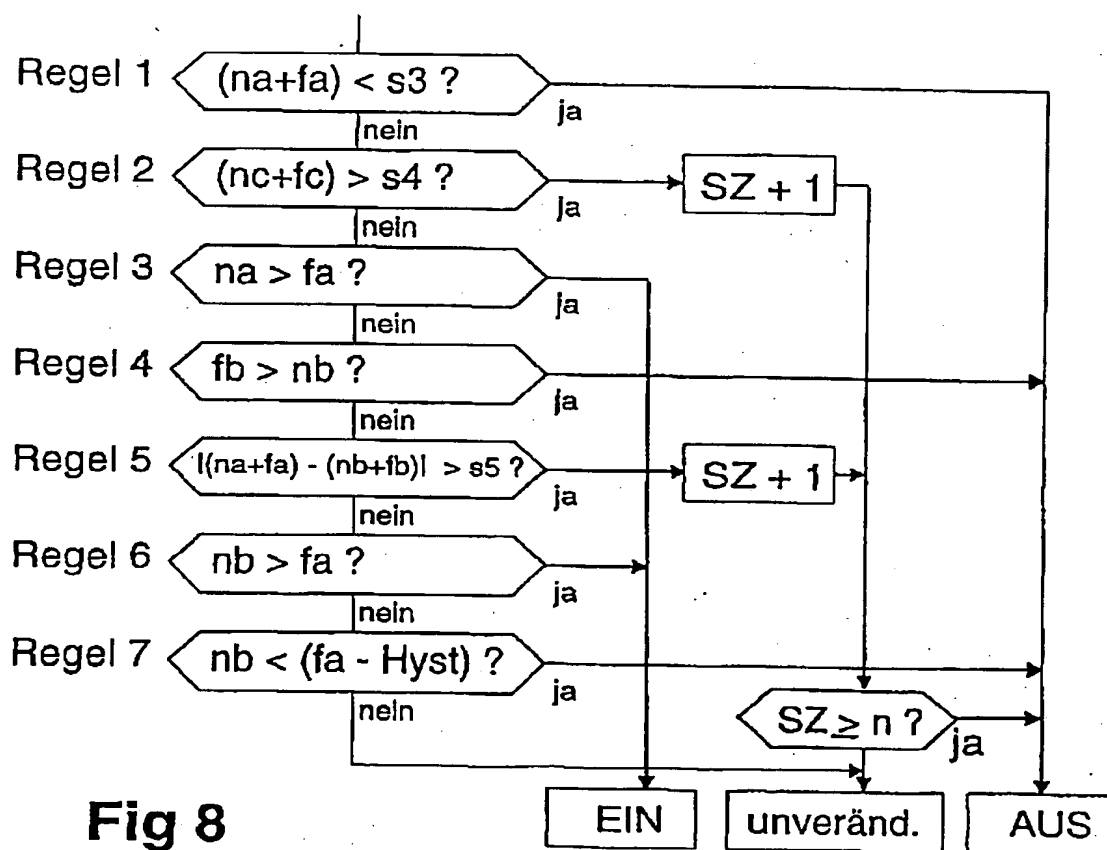 Regel 1 (na+fa) < s3 ?
ja
nein
Regel 2 (nc+fc) > s4 ? SZ + 1
ja
nein
Regel 3 na > fa ?
ja
nein
Regel 4 fb > nb ?
ja
nein
Regel 5 |((na+fa) - (nb+fb)| > s5 ? SZ + 1
ja
nein
Regel 6 nb > fa ?
ja
nein
Regel 7 nb < (fa - Hyst) ?
ja
nein
SZ ≥ n ?
ja
Fig 8
EIN unveränd. AUS